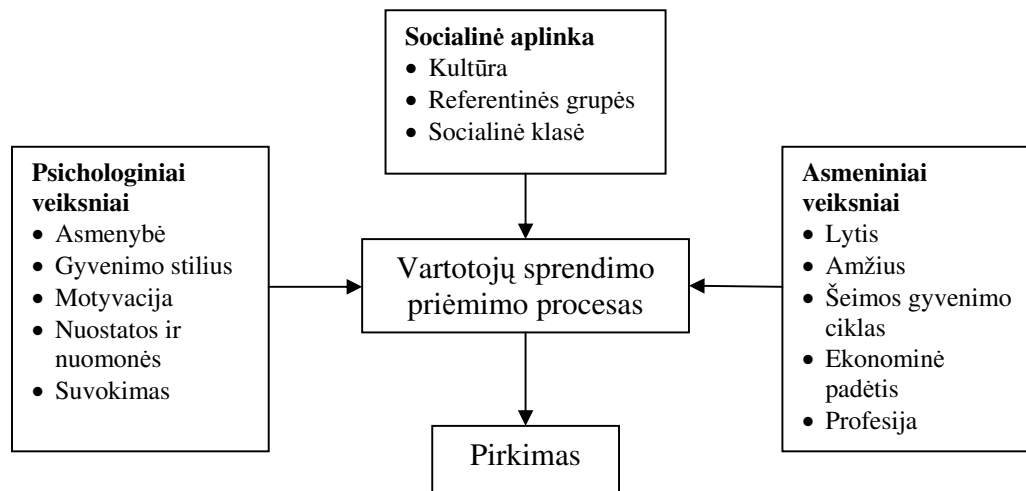 Socialinė aplinka
• Kultūra
• Referentinės grupės
• Socialinė klasė
Psichologiniai
veiksniai
• Asmenybė
• Gyvenimo stilius
• Motyvacija
• Nuostatos ir
nuomonės
• Suvokimas
Vartotojų sprendimo
priėmimo procesas
Asmeniniai
veiksniai
• Lytis
• Amžius
• Šeimos gyvenimo
ciklas
• Ekonominė
padėtis
• Profesija
Pirkimas